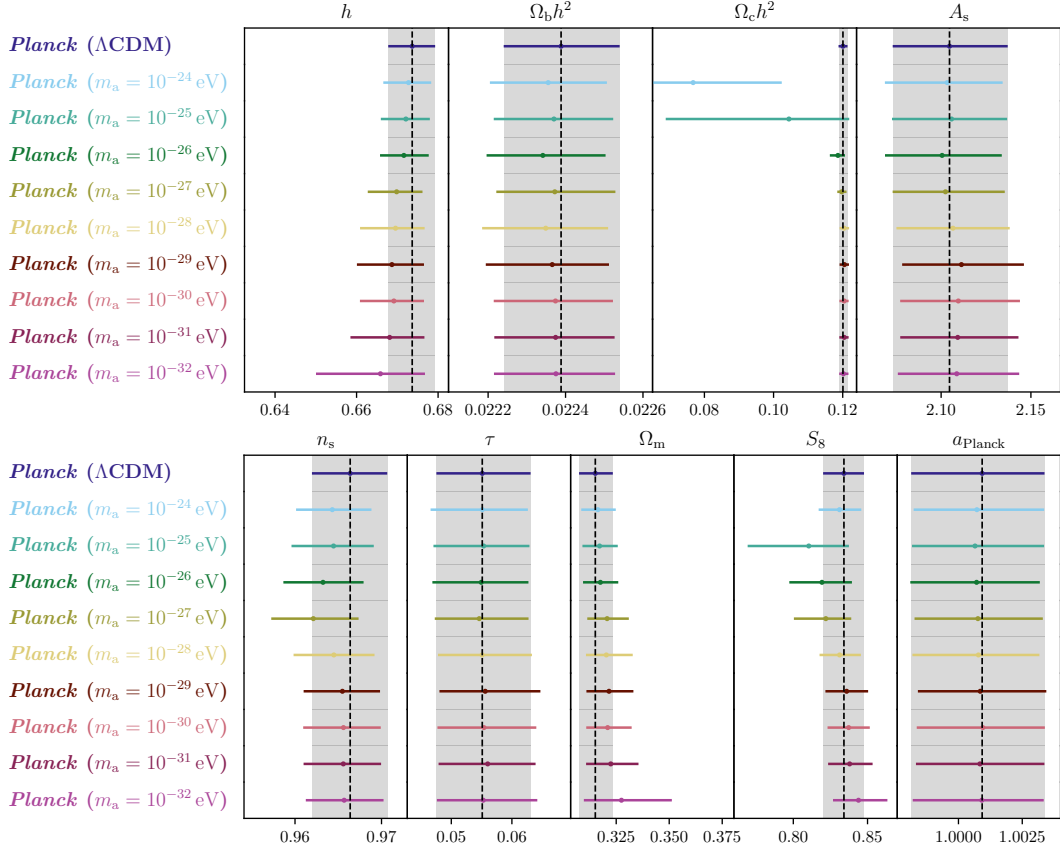 h Ω_b h² Ω_c h² A_s
Planck (ΛCDM)
Planck (m_a = 10⁻²⁴ eV)
Planck (m_a = 10⁻²⁵ eV)
Planck (m_a = 10⁻²⁶ eV)
Planck (m_a = 10⁻²⁷ eV)
Planck (m_a = 10⁻²⁸ eV)
Planck (m_a = 10⁻²⁹ eV)
Planck (m_a = 10⁻³⁰ eV)
Planck (m_a = 10⁻³¹ eV)
Planck (m_a = 10⁻³² eV)
0.64 0.66 0.68 0.0222 0.0224 0.0226 0.08 0.10 0.12 2.10 2.15
n_s τ Ω_m S_8 a_Planck
Planck (ΛCDM)
Planck (m_a = 10⁻²⁴ eV)
Planck (m_a = 10⁻²⁵ eV)
Planck (m_a = 10⁻²⁶ eV)
Planck (m_a = 10⁻²⁷ eV)
Planck (m_a = 10⁻²⁸ eV)
Planck (m_a = 10⁻²⁹ eV)
Planck (m_a = 10⁻³⁰ eV)
Planck (m_a = 10⁻³¹ eV)
Planck (m_a = 10⁻³² eV)
0.96 0.97 0.05 0.06 0.325 0.350 0.375 0.80 0.85 1.0000 1.0025